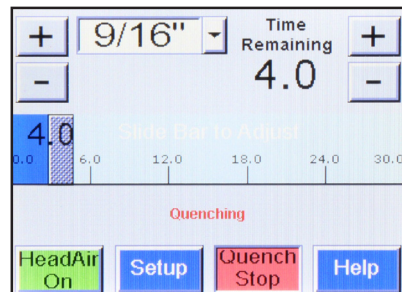 + 9/16" Time +
Remaining
- 4.0 -
4.0 Slide Bar to Adjust
0.0 6.0 12.0 18.0 24.0 30.0
Quenching
HeadAir Setup Quench Help
On Stop